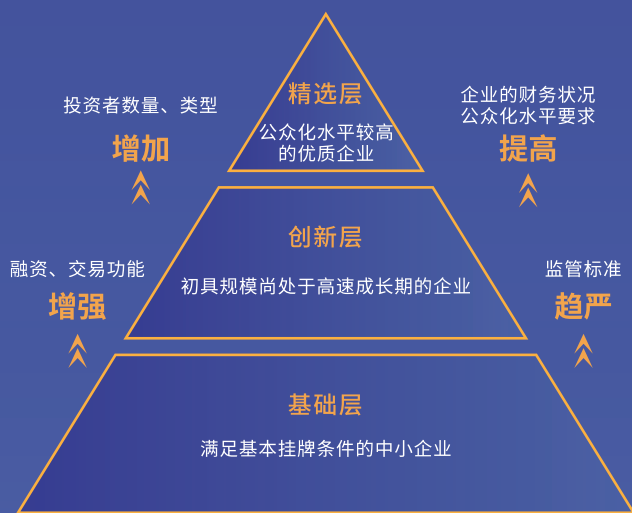 精选层
投资者数量、类型
增加
企业的财务状况
公众化水平要求
提高
公众化水平较高
的优质企业
创新层
初具规模尚处于高速成长期的企业
融资、交易功能
增强
监管标准
趋严
基础层
满足基本挂牌条件的中小企业